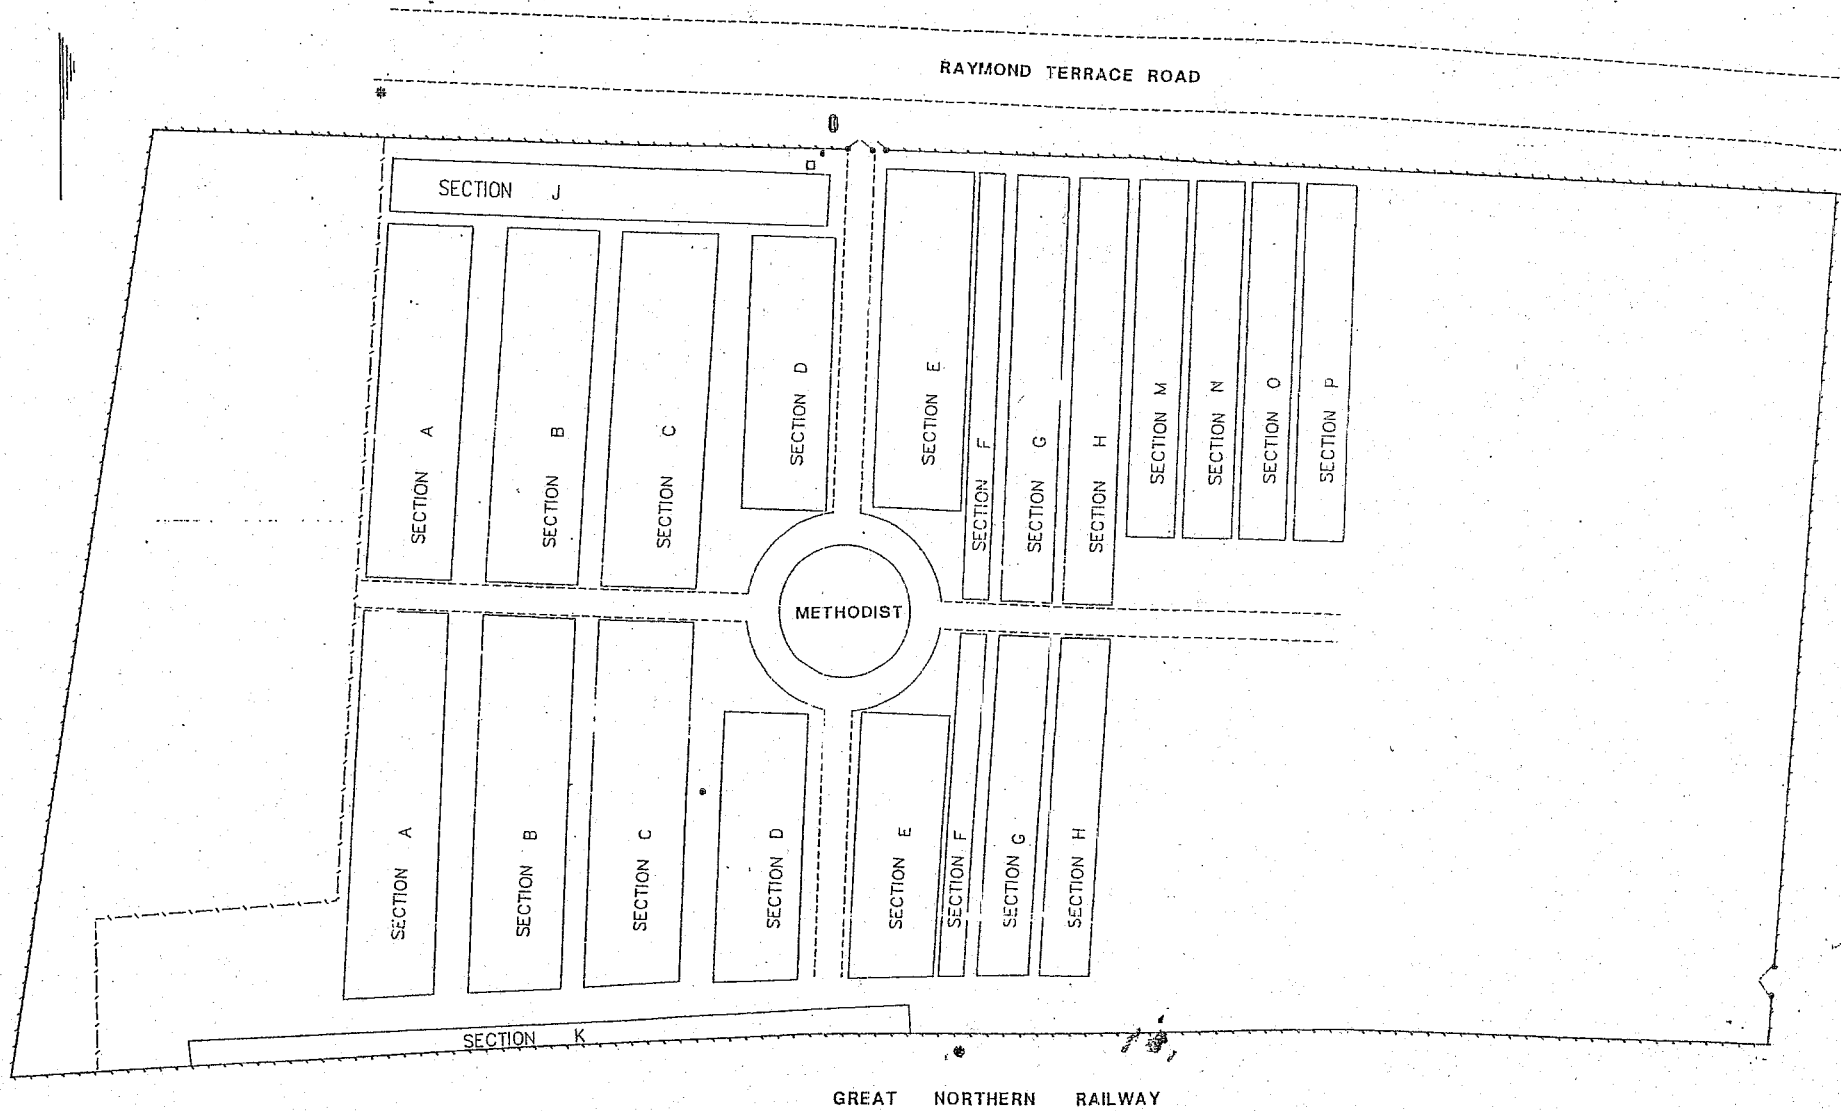 RAYMOND TERRACE ROAD
SECTION J
SECTION A
SECTION B
SECTION C
SECTION D
SECTION E
SECTION F
SECTION G
SECTION H
SECTION M
SECTION N
SECTION O
SECTION P
METHODIST
SECTION A
SECTION B
SECTION C
SECTION D
SECTION E
SECTION F
SECTION G
SECTION H
SECTION K
GREAT NORTHERN RAILWAY